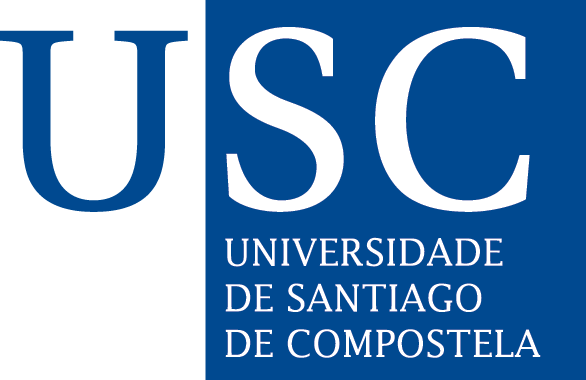 USC
UNIVERSIDADE
DE SANTIAGO
DE COMPOSTELA